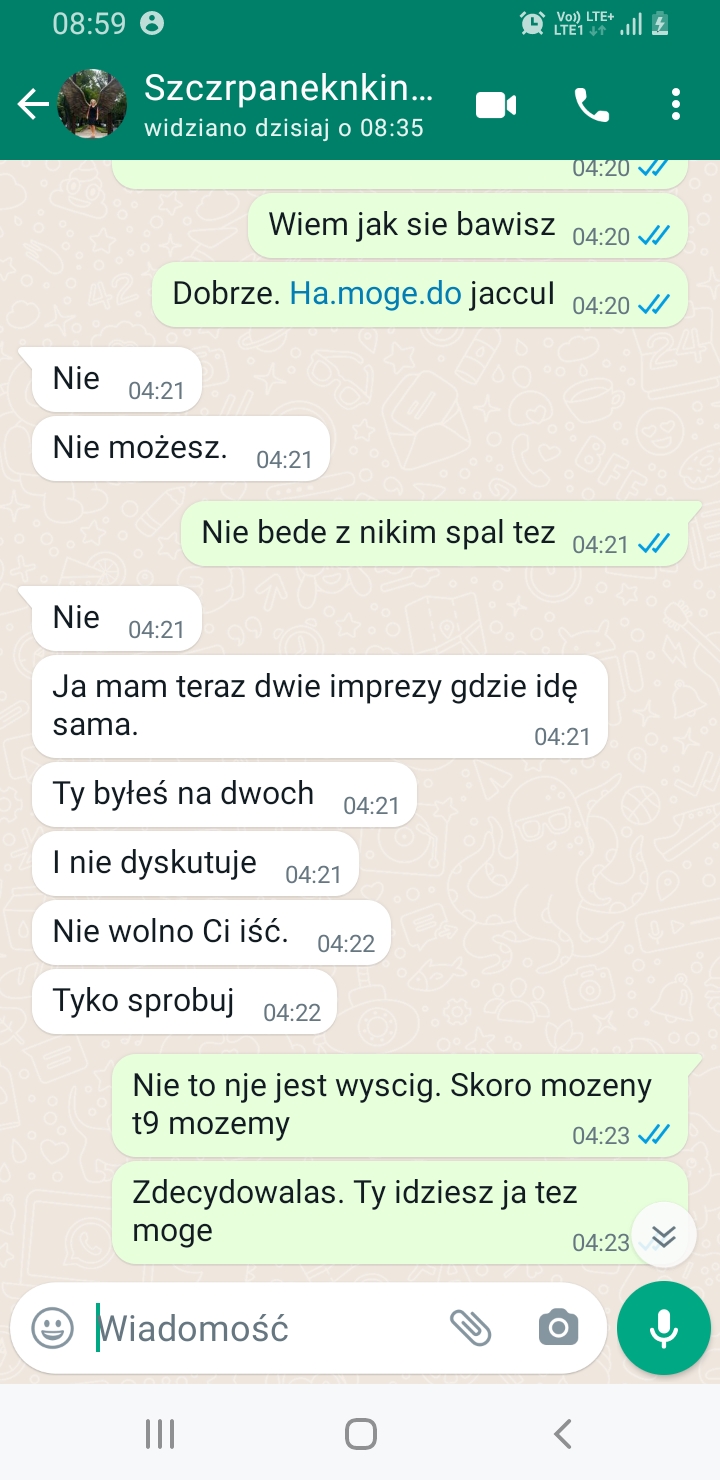 08:59
Vo)) LTE+
LTE1
Szczrpaneknkin...
widziano dzisiaj o 08:35
04:20
Wiem jak sie bawisz 04:20
Dobrze. Ha.moge.do jaccul 04:20
Nie 04:21
Nie możesz. 04:21
Nie bede z nikim spal tez 04:21
Nie 04:21
Ja mam teraz dwie imprezy gdzie idę
sama. 04:21
Ty byłeś na dwoch 04:21
I nie dyskutuje 04:21
Nie wolno Ci iść. 04:22
Tyko sprobuj 04:22
Nie to nje jest wyscig. Skoro mozeny
t9 mozemy 04:23
Zdecydowalas. Ty idziesz ja tez
moge 04:23
Wiadomość